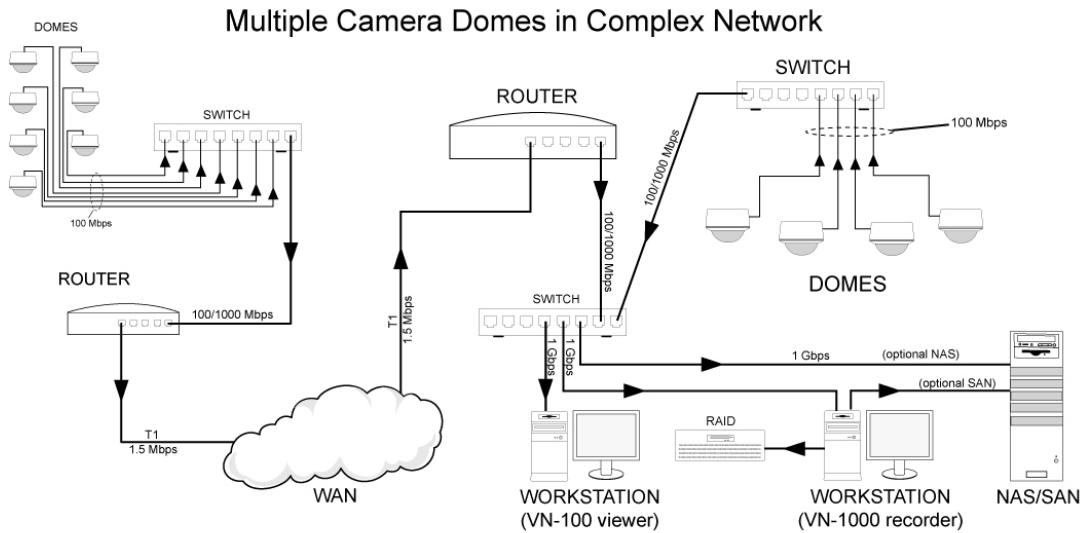 Multiple Camera Domes in Complex Network
DOMES
SWITCH
100 Mbps
ROUTER
100/1000 Mbps
T1
1.5 Mbps
WAN
T1
1.5 Mbps
ROUTER
100/1000 Mbps
SWITCH
100 Mbps
100/1000 Mbps
DOMES
SWITCH
1 Gbps
1 Gbps
1 Gbps
(optional NAS)
(optional SAN)
RAID
WORKSTATION
(VN-100 viewer)
WORKSTATION
(VN-1000 recorder)
NAS/SAN